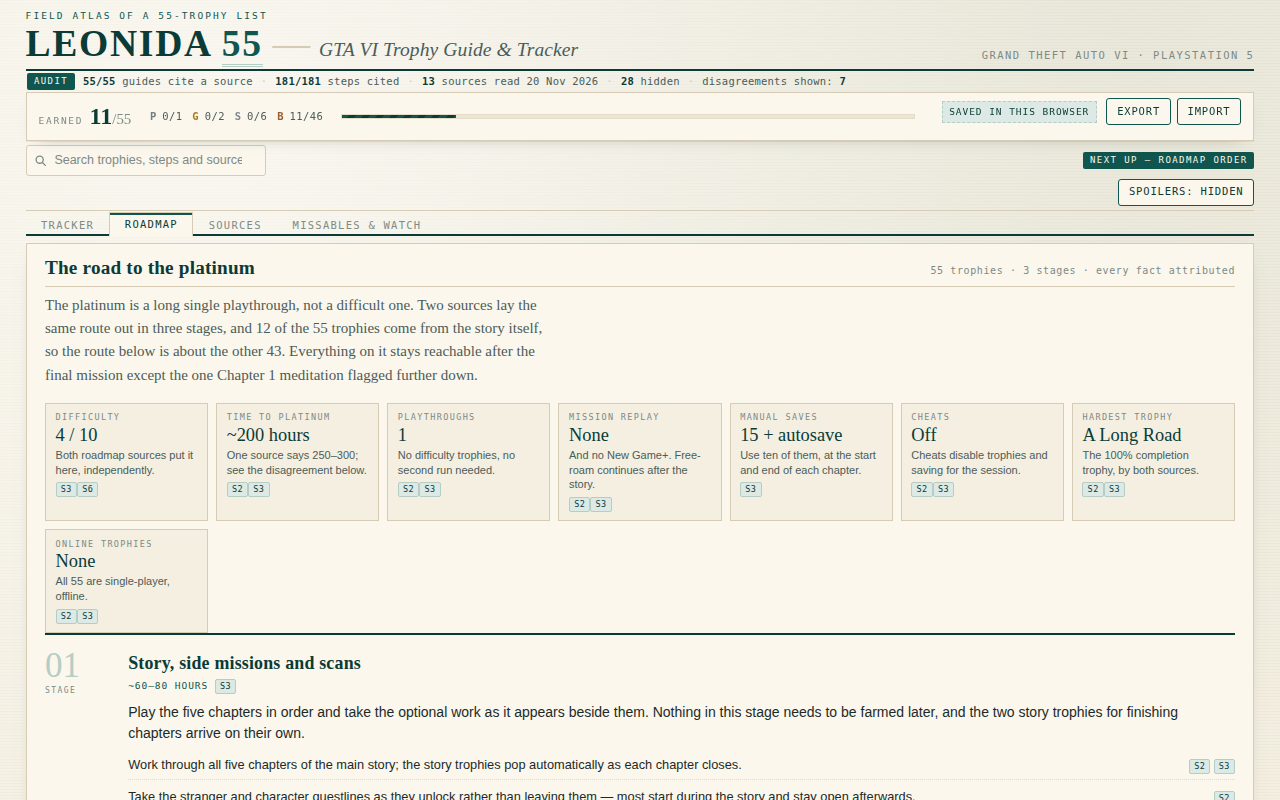 FIELD ATLAS OF A 55-TROPHY LIST
LEONIDA 55 GTA VI Trophy Guide & Tracker
GRAND THEFT AUTO VI · PLAYSTATION 5
AUDIT 55/55 guides cite a source · 181/181 steps cited · 13 sources read 20 Nov 2026 · 28 hidden · disagreements shown: 7
EARNED 11/55 P 0/1 G 0/2 S 0/6 B 11/46
SAVED IN THIS BROWSER EXPORT IMPORT
Search trophies, steps and source
NEXT UP — ROADMAP ORDER
SPOILERS: HIDDEN
TRACKER ROADMAP SOURCES MISSABLES & WATCH
The road to the platinum
55 trophies · 3 stages · every fact attributed
The platinum is a long single playthrough, not a difficult one. Two sources lay the
same route out in three stages, and 12 of the 55 trophies come from the story itself,
so the route below is about the other 43. Everything on it stays reachable after the
final mission except the one Chapter 1 meditation flagged further down.
DIFFICULTY
4 / 10
Both roadmap sources put it
here, independently.
S3 S6
TIME TO PLATINUM
~200 hours
One source says 250–300;
see the disagreement below.
S2 S3
PLAYTHROUGHS
1
No difficulty trophies, no
second run needed.
S2 S3
MISSION REPLAY
None
And no New Game+. Free-
roam continues after the
story.
S2 S3
MANUAL SAVES
15 + autosave
Use ten of them, at the start
and end of each chapter.
S3
CHEATS
Off
Cheats disable trophies and
saving for the session.
S2 S3
HARDEST TROPHY
A Long Road
The 100% completion
trophy, by both sources.
S2 S3
ONLINE TROPHIES
None
All 55 are single-player,
offline.
S2 S3
01
STAGE
Story, side missions and scans
~60–80 HOURS S3
Play the five chapters in order and take the optional work as it appears beside them. Nothing in this stage needs to be farmed later, and the two story trophies for finishing
chapters arrive on their own.
Work through all five chapters of the main story; the story trophies pop automatically as each chapter closes. S2 S3
Take the stranger and character questlines as they unlock rather than leaving them — most start during the story and stay open afterwards. S2